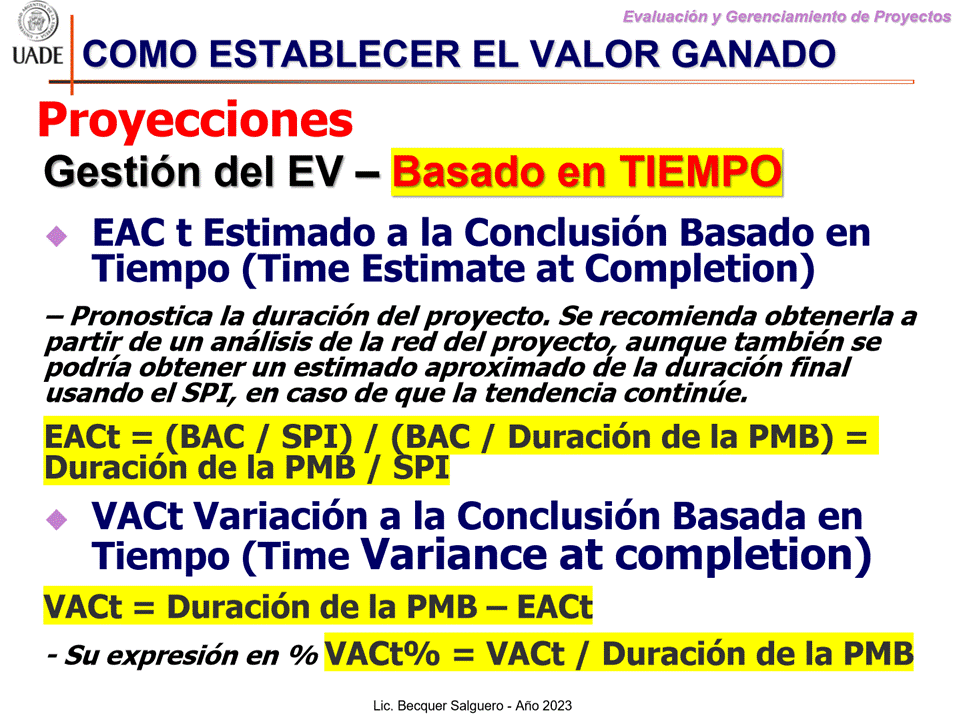 Evaluación y Gerenciamiento de Proyectos
UADE
COMO ESTABLECER EL VALOR GANADO
Proyecciones
Gestión del EV – Basado en TIEMPO
EAC t Estimado a la Conclusión Basado en
Tiempo (Time Estimate at Completion)
– Pronostica la duración del proyecto. Se recomienda obtenerla a
partir de un análisis de la red del proyecto, aunque también se
podría obtener un estimado aproximado de la duración final
usando el SPI, en caso de que la tendencia continúe.
EACt = (BAC / SPI) / (BAC / Duración de la PMB) =
Duración de la PMB / SPI
VACt Variación a la Conclusión Basada en
Tiempo (Time Variance at completion)
VACt = Duración de la PMB – EACt
- Su expresión en % VACt% = VACt / Duración de la PMB
Lic. Becquer Salguero - Año 2023